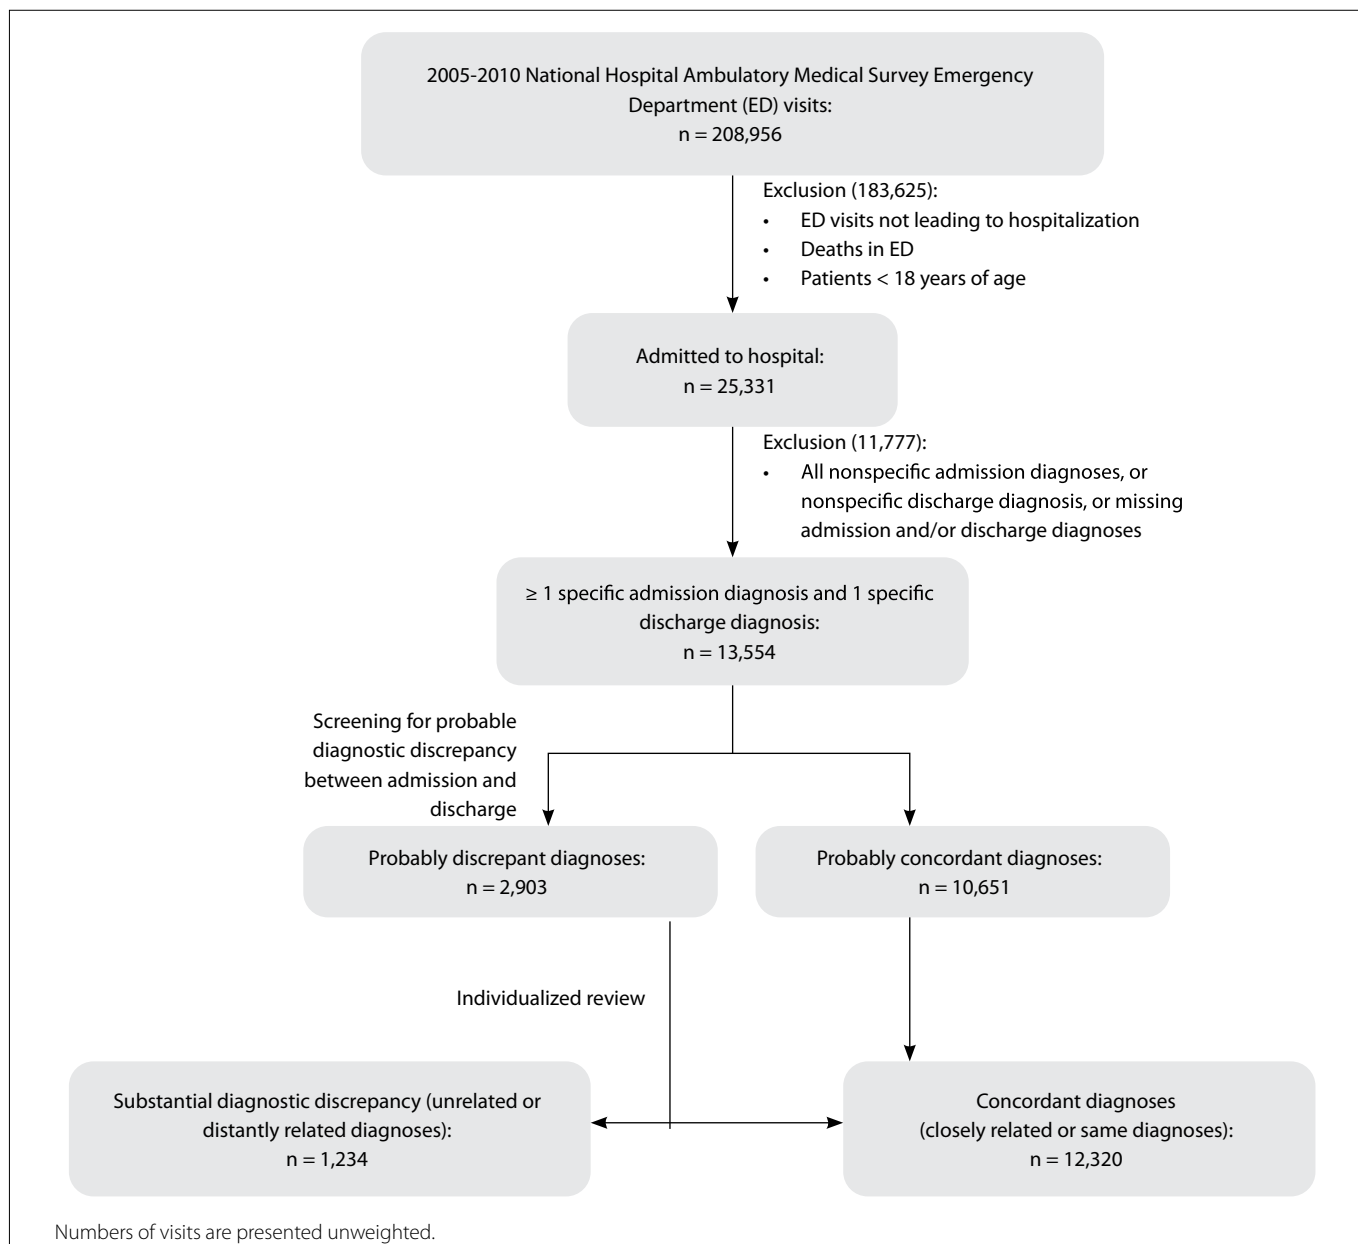 2005-2010 National Hospital Ambulatory Medical Survey Emergency
Department (ED) visits:
n = 208,956
Exclusion (183,625):
• ED visits not leading to hospitalization
• Deaths in ED
• Patients < 18 years of age
Admitted to hospital:
n = 25,331
Exclusion (11,777):
• All nonspecific admission diagnoses, or
nonspecific discharge diagnosis, or missing
admission and/or discharge diagnoses
≥ 1 specific admission diagnosis and 1 specific
discharge diagnosis:
n = 13,554
Screening for probable
diagnostic discrepancy
between admission and
discharge
Probably discrepant diagnoses:
n = 2,903
Probably concordant diagnoses:
n = 10,651
Individualized review
Substantial diagnostic discrepancy (unrelated or
distantly related diagnoses):
n = 1,234
Concordant diagnoses
(closely related or same diagnoses):
n = 12,320
Numbers of visits are presented unweighted.